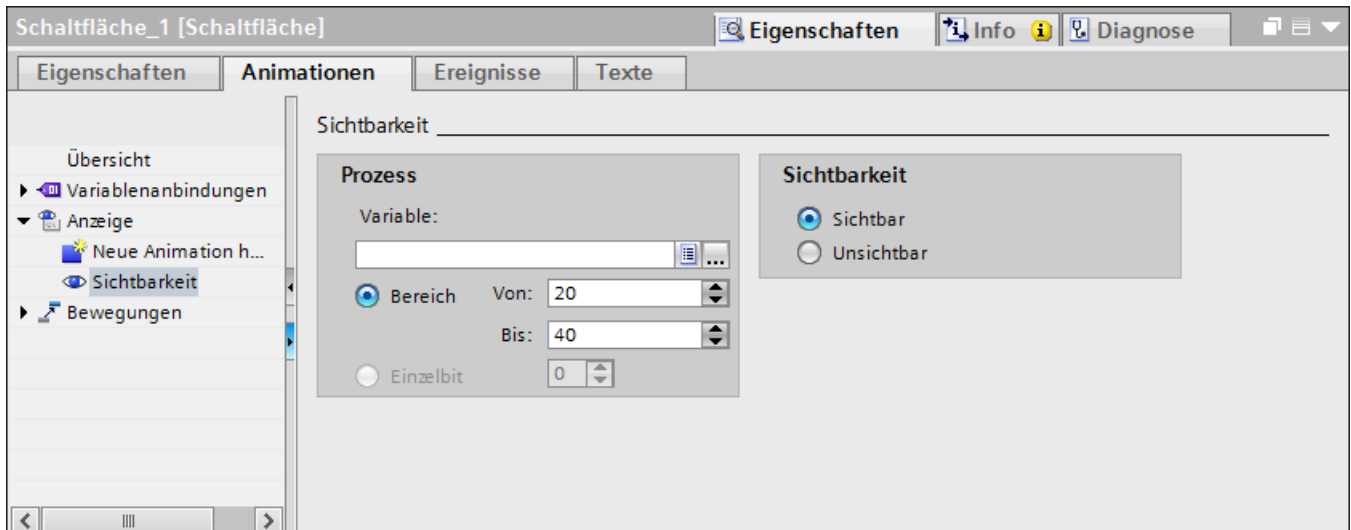 Schaltfläche_1 [Schaltfläche]
Eigenschaften
Info
Diagnose
Eigenschaften
Animationen
Ereignisse
Texte
Übersicht
Variablenanbindungen
Anzeige
Neue Animation h...
Sichtbarkeit
Bewegungen
Sichtbarkeit
Prozess
Variable:
...
Bereich Von: 20
Bis: 40
Einzelbit 0
Sichtbarkeit
Sichtbar
Unsichtbar